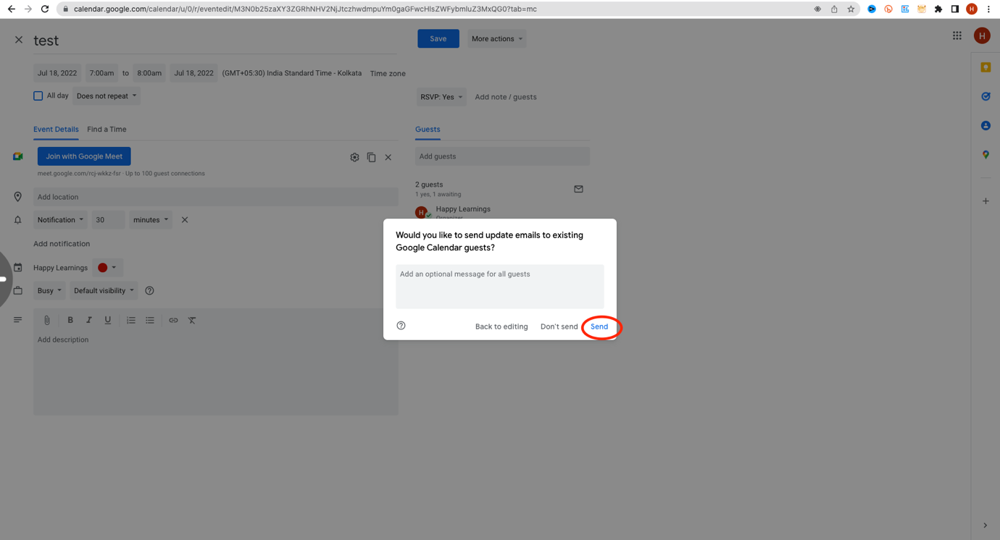 calendar.google.com/calendar/u/0/r/eventedit/M3N0b25zaXY3ZGRhNHV2NjJtczhwdmpuYm0gaGFwcHlsZWFybmluZ3MxQG0?tab=mc
H
test
Save
More actions
H
Jul 18, 2022 7:00am to 8:00am Jul 18, 2022 (GMT+05:30) India Standard Time - Kolkata Time zone
All day Does not repeat
RSVP: Yes Add note / guests
Event Details Find a Time
Guests
Join with Google Meet
meet.google.com/rcj-wkkz-fsr · Up to 100 guest connections
Add guests
2 guests
1 yes, 1 awaiting
H Happy Learnings
Organizer
Add location
Notification 30 minutes
Add notification
Happy Learnings
Busy Default visibility
B I U
Add description
Would you like to send update emails to existing
Google Calendar guests?
Add an optional message for all guests
Back to editing Don't send Send